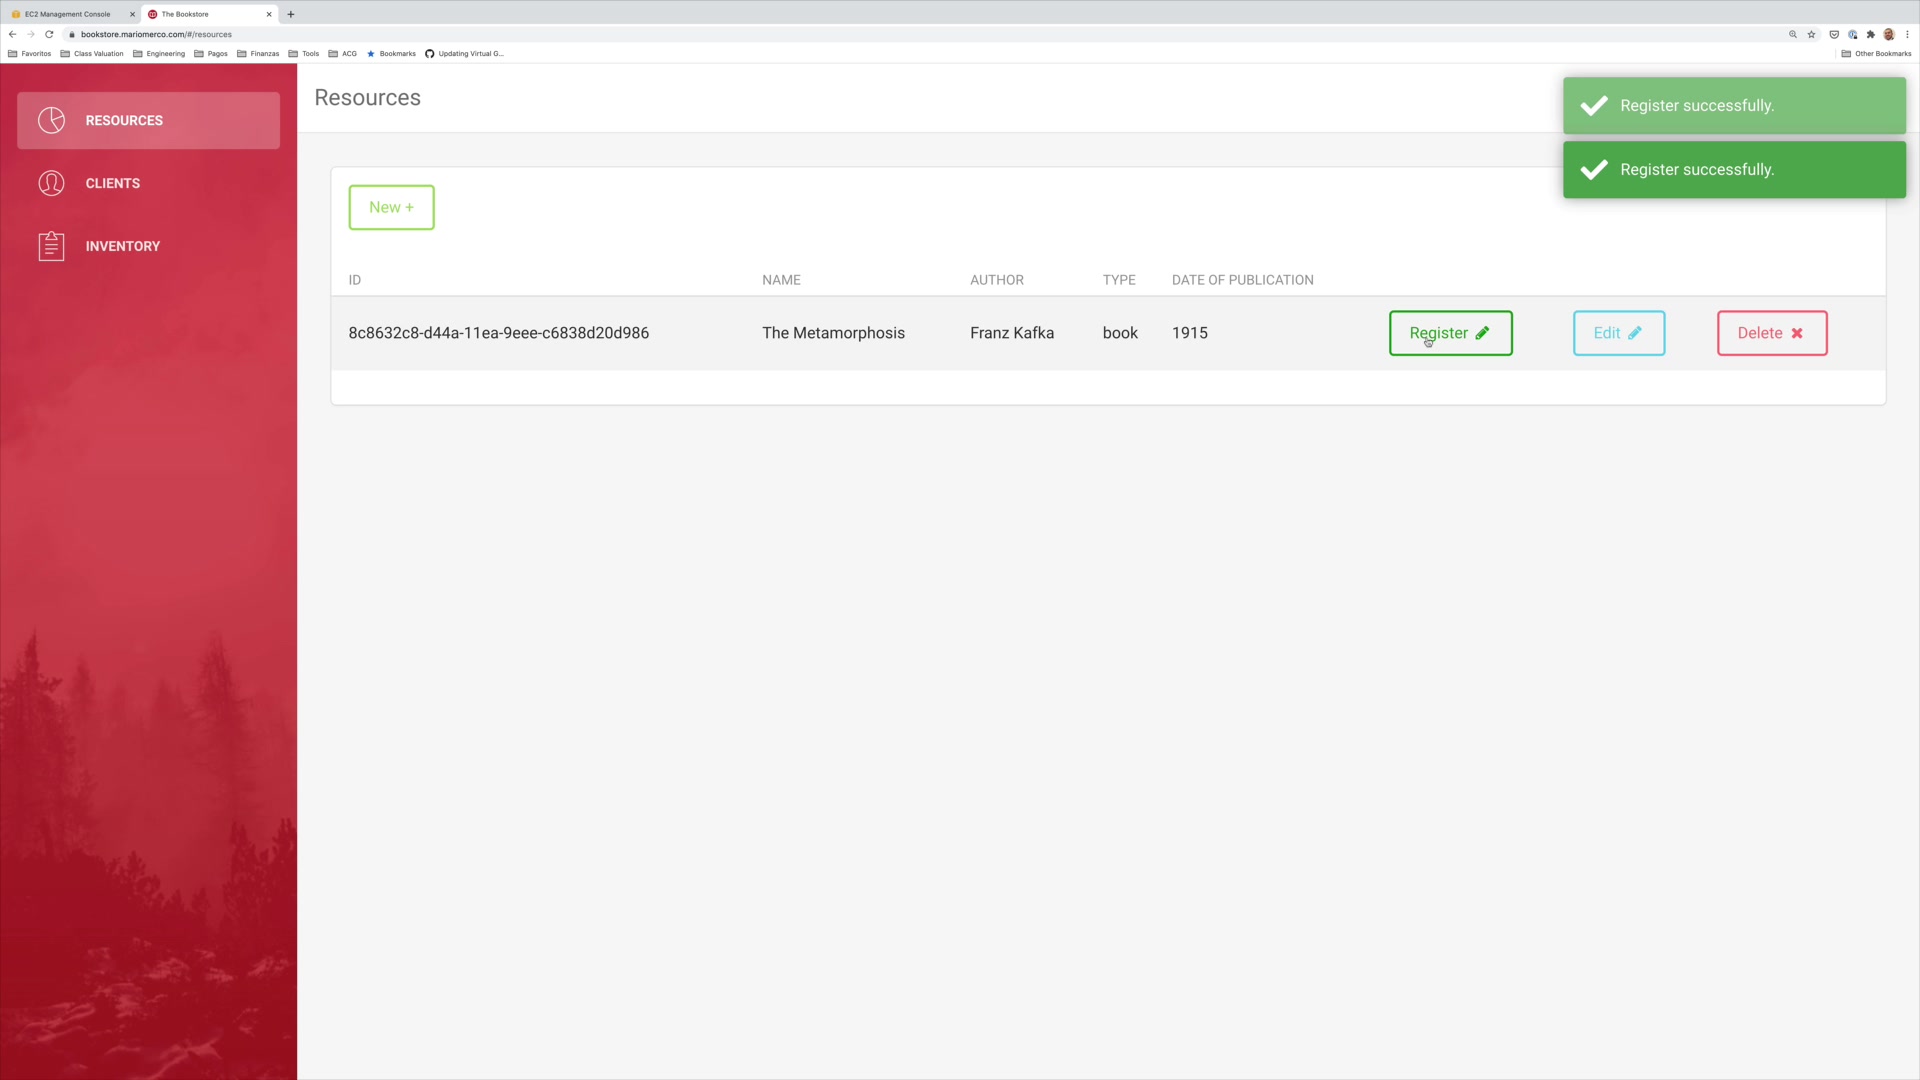 EC2 Management Console
The Bookstore
bookstore.mariomerco.com/#/resources
Favoritos
Class Valuation
Engineering
Pagos
Finanzas
Tools
ACG
Bookmarks
Updating Virtual G...
Other Bookmarks
RESOURCES
CLIENTS
INVENTORY
Resources
Register successfully.
Register successfully.
New +
ID NAME AUTHOR TYPE DATE OF PUBLICATION
8c8632c8-d44a-11ea-9eee-c6838d20d986 The Metamorphosis Franz Kafka book 1915 Register Edit Delete